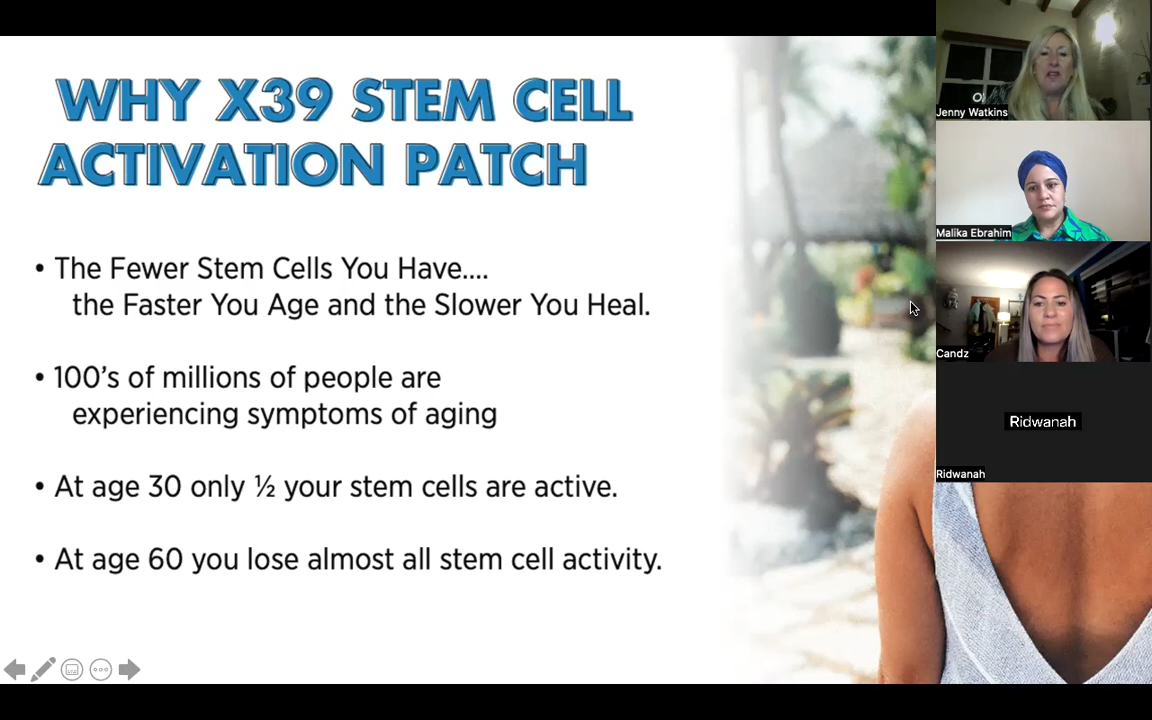 WHY X39 STEM CELL
ACTIVATION PATCH
• The Fewer Stem Cells You Have....
the Faster You Age and the Slower You Heal.
• 100’s of millions of people are
experiencing symptoms of aging
• At age 30 only ½ your stem cells are active.
• At age 60 you lose almost all stem cell activity.
Jenny Watkins
Malika Ebrahim
Candz
Ridwanah
Ridwanah